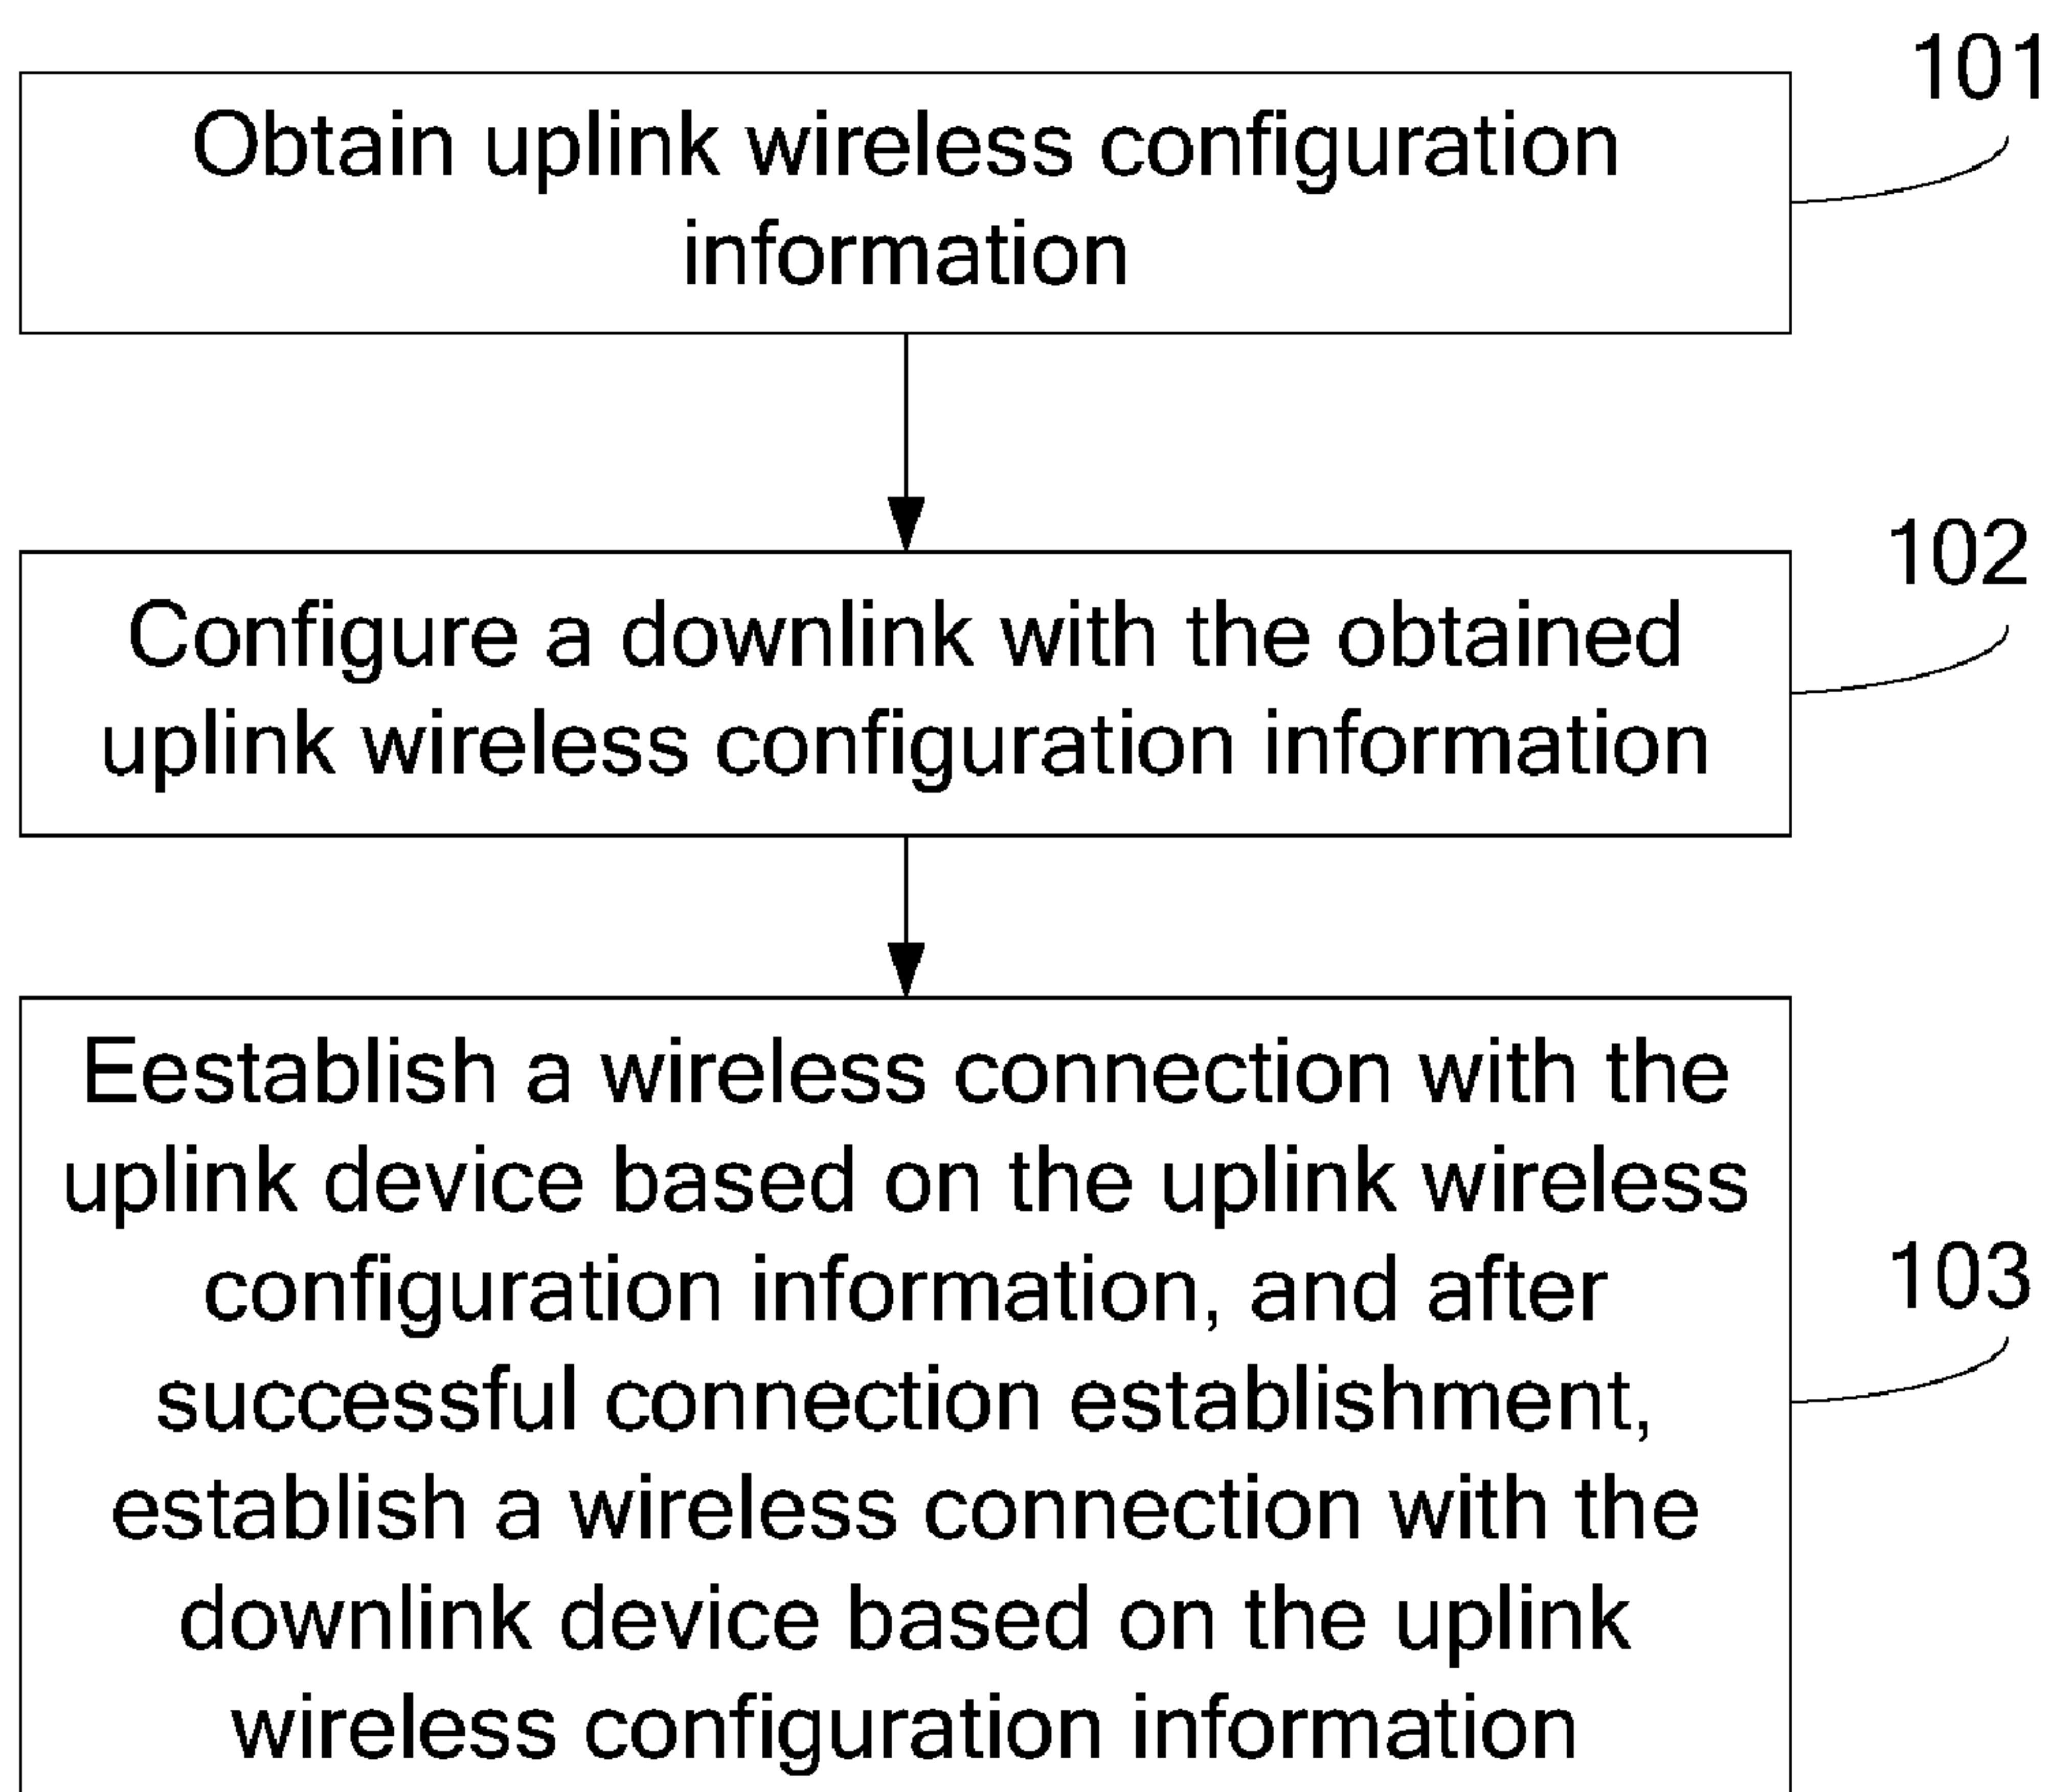 101
Obtain uplink wireless configuration
information
102
Configure a downlink with the obtained
uplink wireless configuration information
Eestablish a wireless connection with the
uplink device based on the uplink wireless
configuration information, and after
103
successful connection establishment,
establish a wireless connection with the
downlink device based on the uplink
wireless configuration information